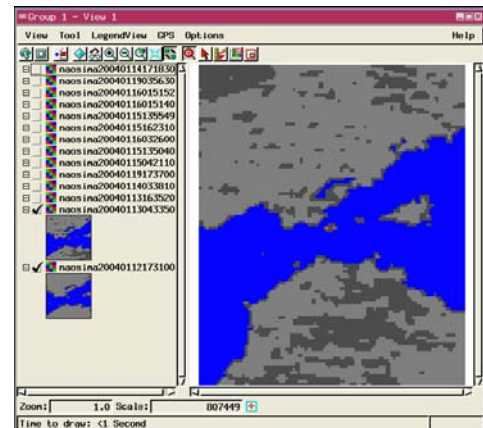 Group 1 - View 1
View Tool LegendView GPS Options Help
naosima20040114171830
naosima20040119035630
naosima20040116015152
naosima20040116015140
naosima20040115135549
naosima20040115162310
naosima20040116032600
naosima20040115135040
naosima20040115042110
naosima20040119173700
naosima20040114033810
naosima20040113163520
naosima20040113043350
naosima20040112173100
Zoom: 1.0 Scale: 807449
Time to draw: <1 Second